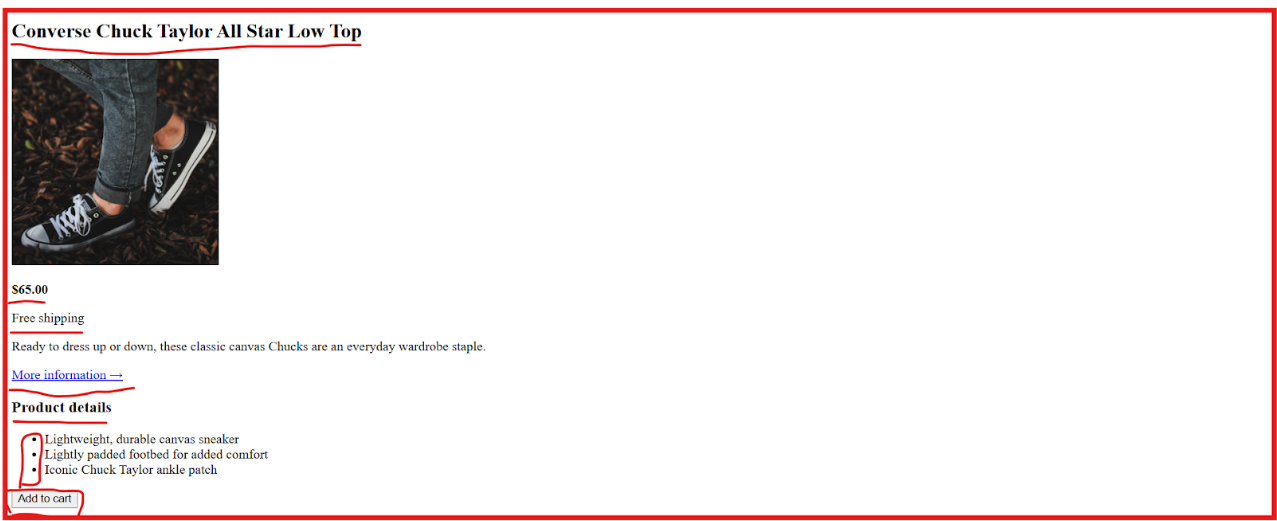 Converse Chuck Taylor All Star Low Top
$65.00
Free shipping
Ready to dress up or down, these classic canvas Chucks are an everyday wardrobe staple.
More information →
Product details
• Lightweight, durable canvas sneaker
• Lightly padded footbed for added comfort
• Iconic Chuck Taylor ankle patch
Add to cart